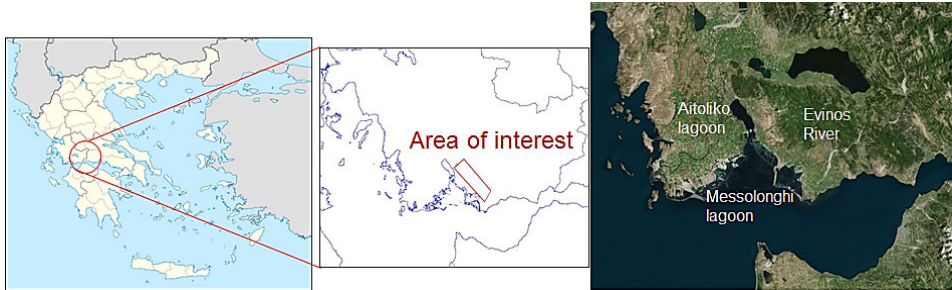 Area of interest
Aitoliko
lagoon
Evinos
River
Messolonghi
lagoon